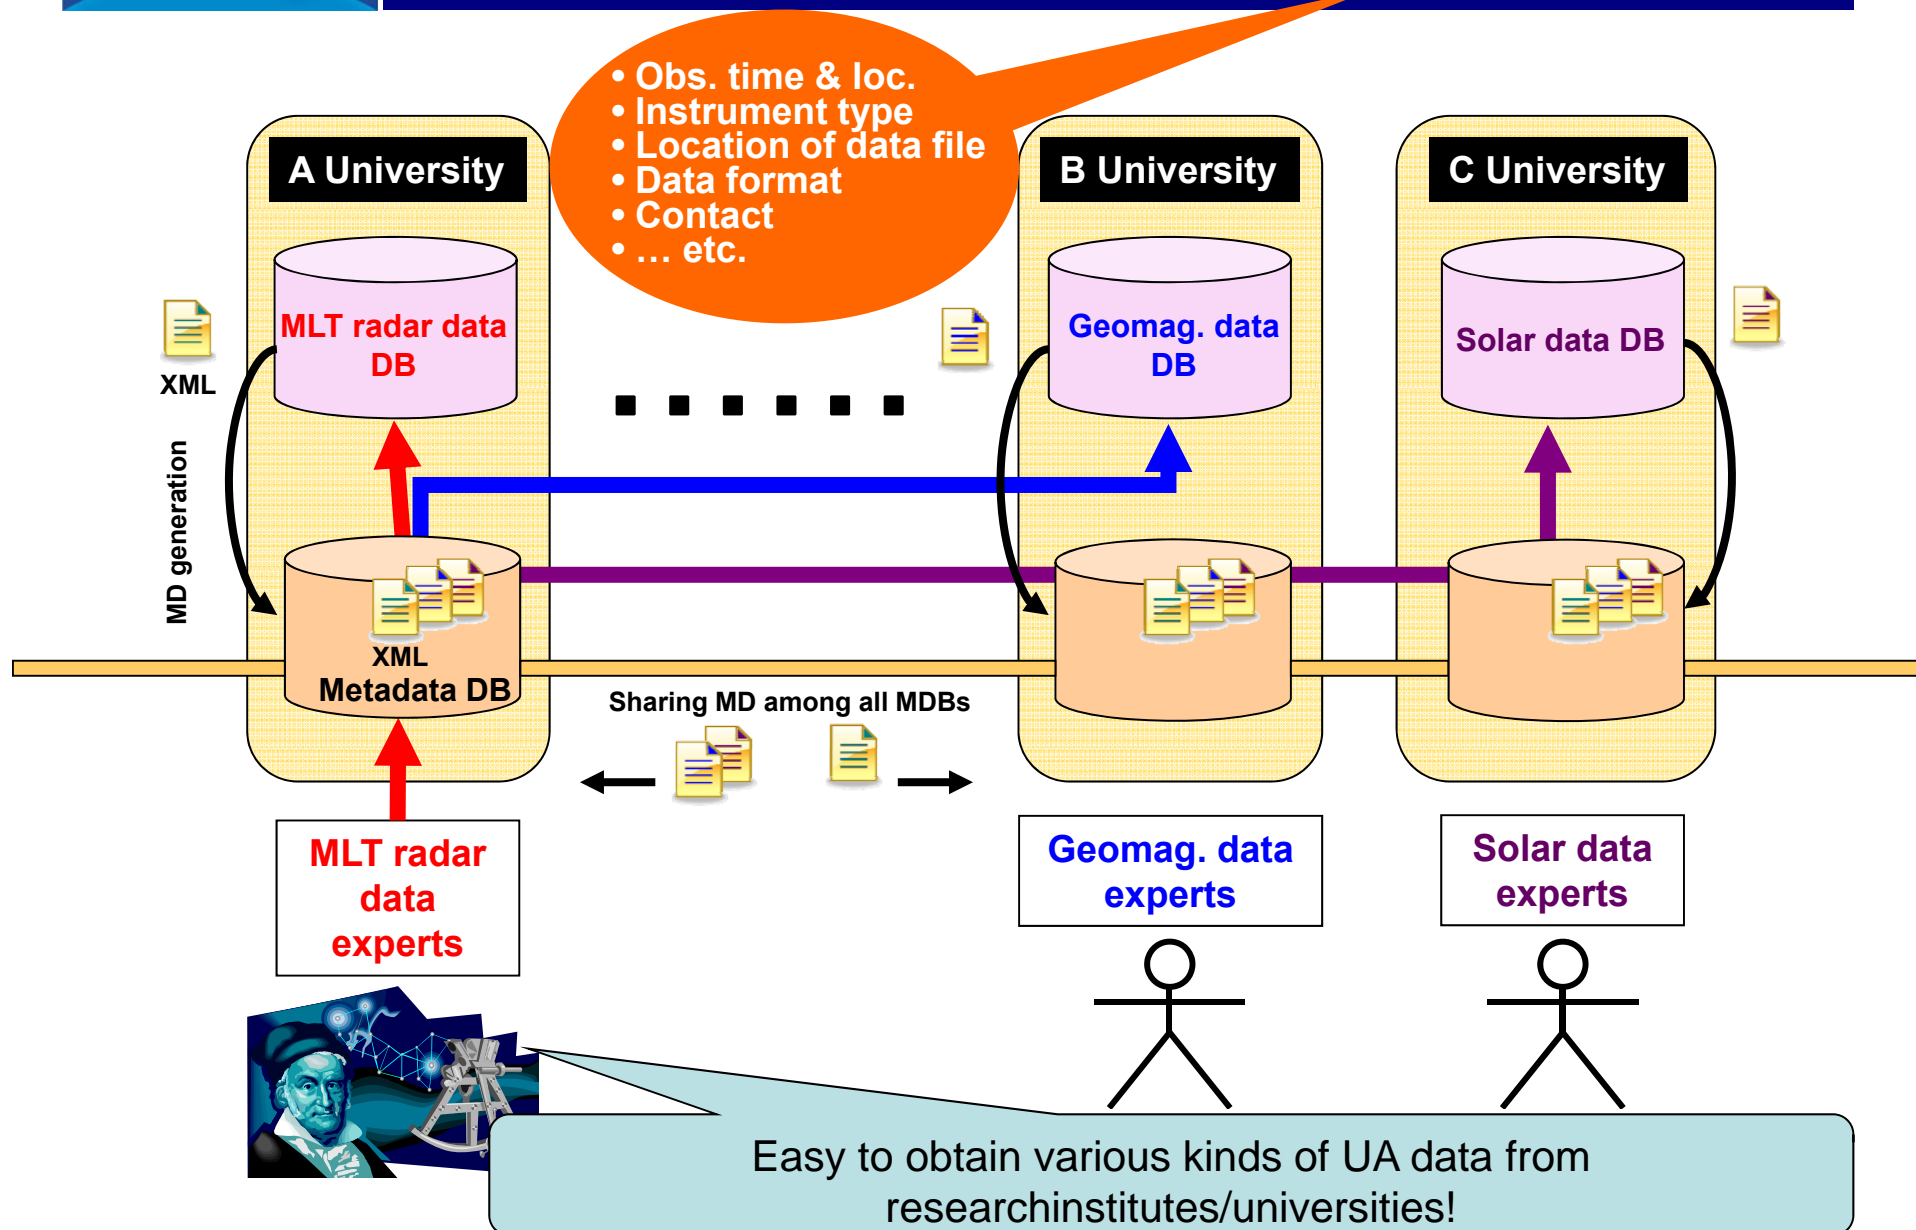 • Obs. time & loc.
• Instrument type
• Location of data file
• Data format
• Contact
• … etc.
A University
B University
C University
MLT radar data
DB
Geomag. data
DB
Solar data DB
XML
MD generation
XML
Metadata DB
Sharing MD among all MDBs
MLT radar
data
experts
Geomag. data
experts
Solar data
experts
Easy to obtain various kinds of UA data from
researchinstitutes/universities!